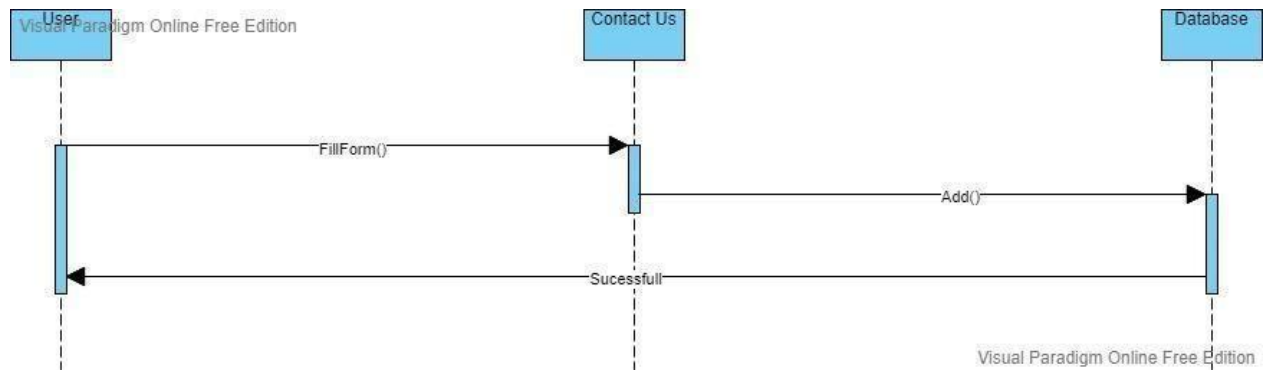 User
Visual Paradigm Online Free Edition
Contact Us
Database
FillForm()
Add()
Sucessfull
Visual Paradigm Online Free Edition